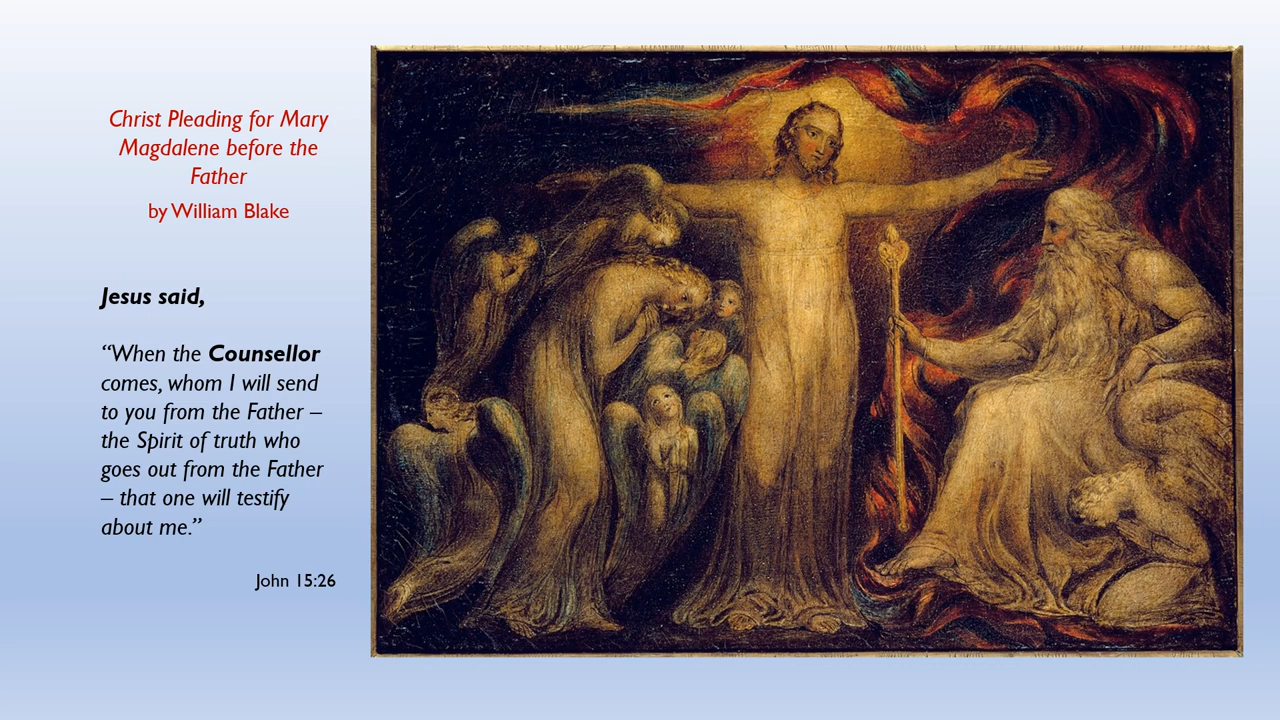 Christ Pleading for Mary
Magdalene before the
Father
by William Blake
Jesus said,
“When the Counsellor
comes, whom I will send
to you from the Father –
the Spirit of truth who
goes out from the Father
– that one will testify
about me.”
John 15:26